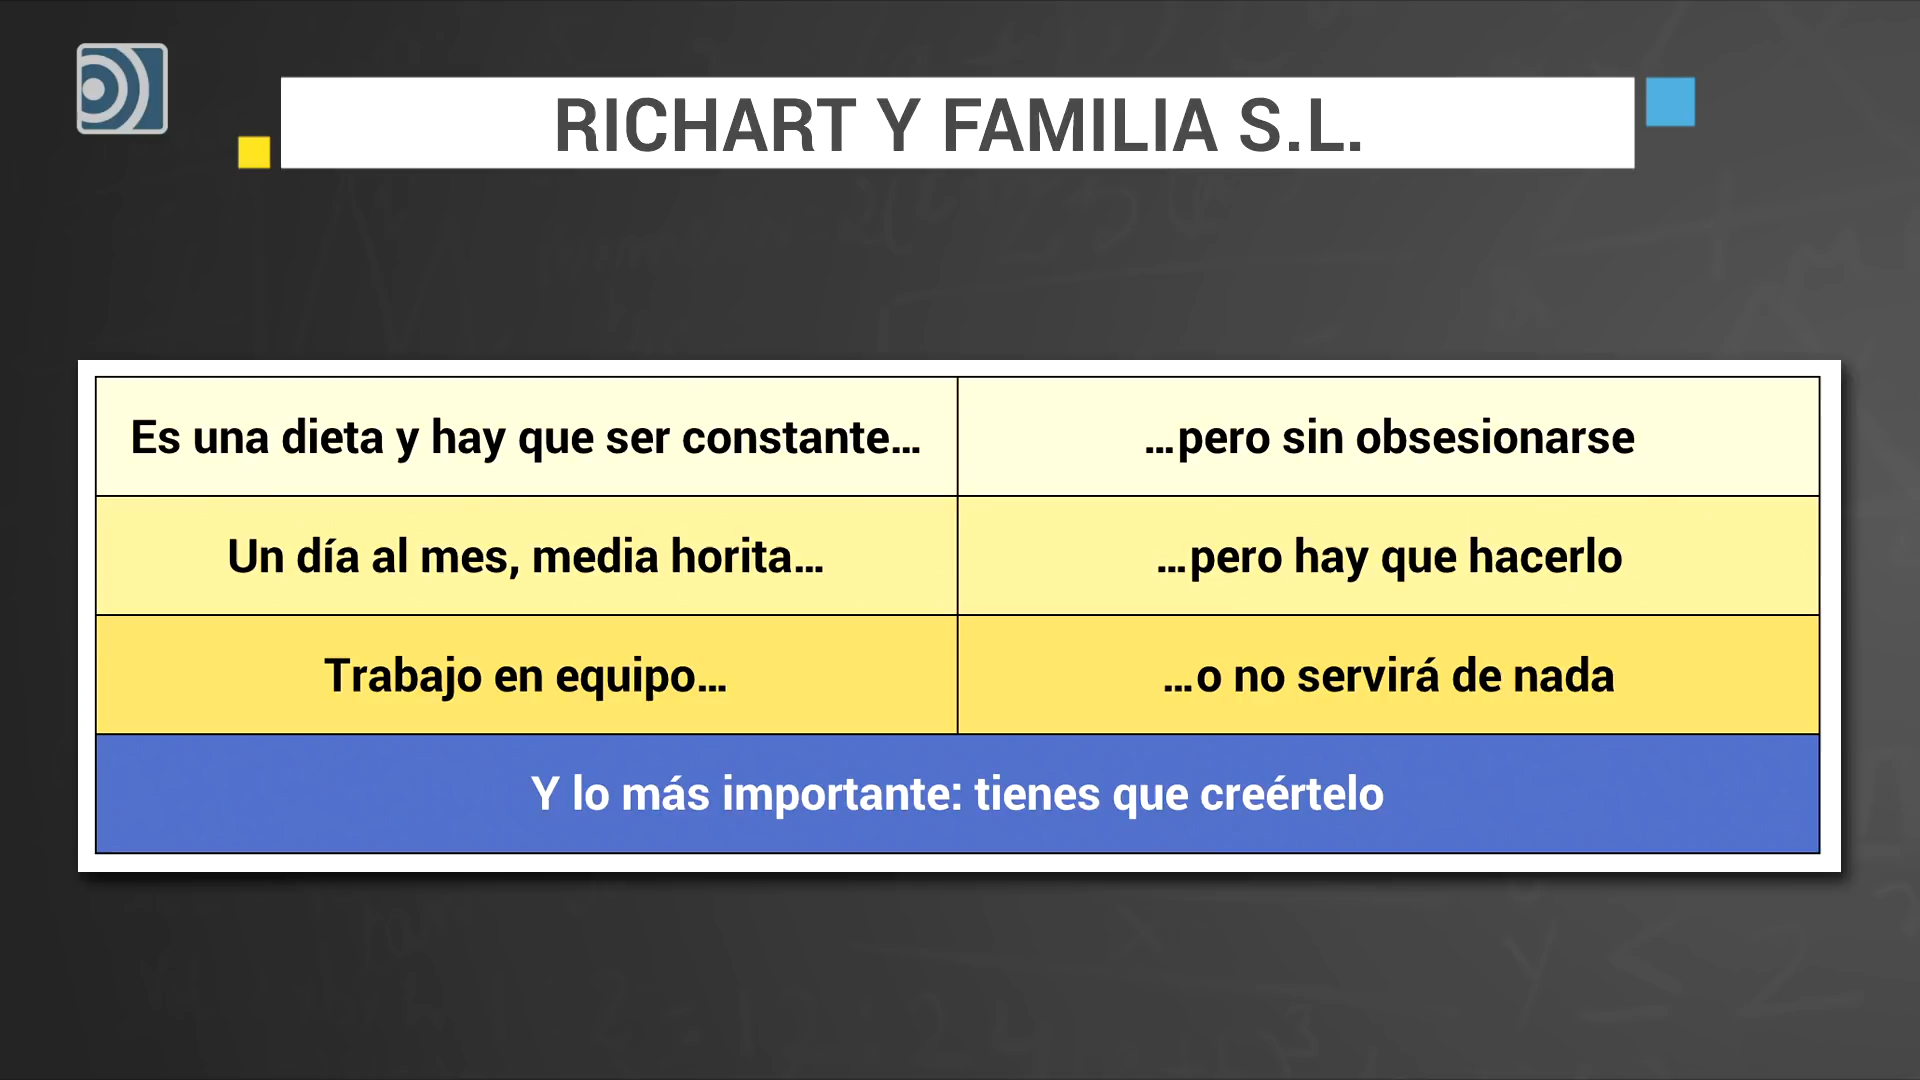 RICHART Y FAMILIA S.L.
Es una dieta y hay que ser constante...
...pero sin obsesionarse
Un día al mes, media horita...
...pero hay que hacerlo
Trabajo en equipo...
...o no servirá de nada
Y lo más importante: tienes que creértelo